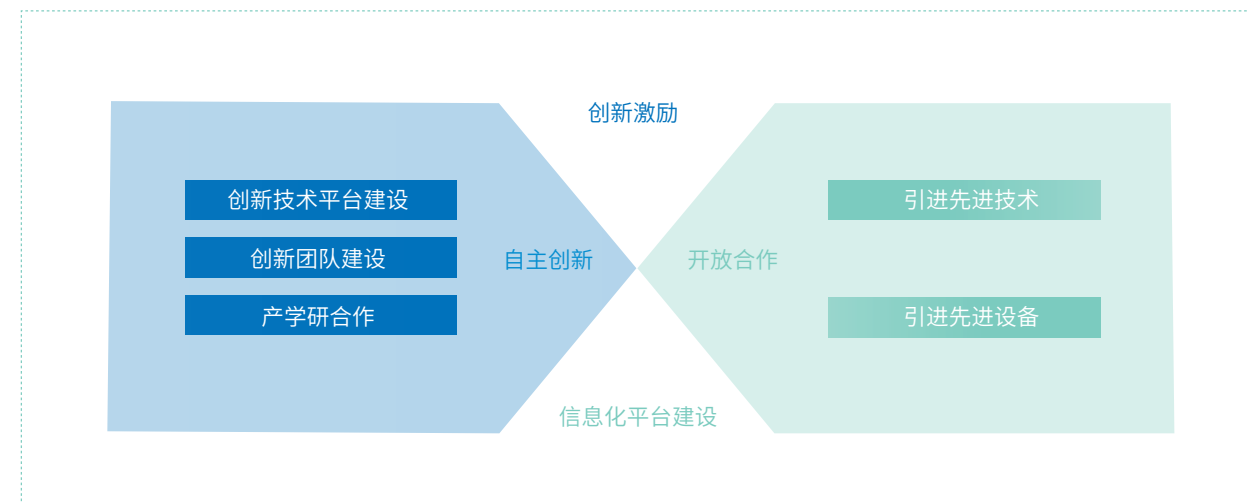 创新激励
创新技术平台建设
引进先进技术
创新团队建设
自主创新
开放合作
产学研合作
引进先进设备
信息化平台建设